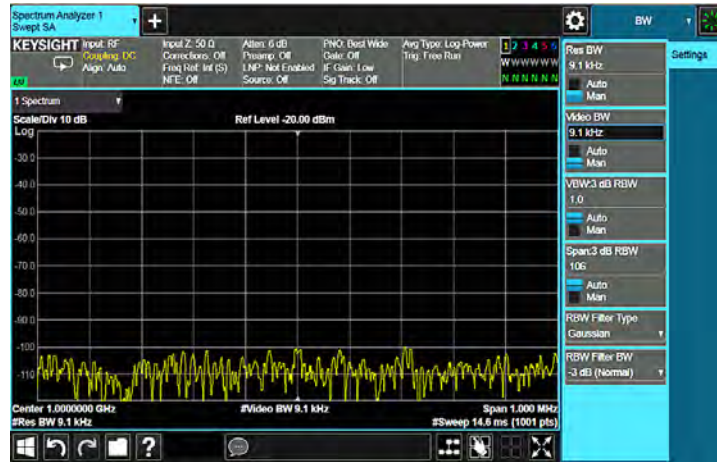 Spectrum Analyzer 1
Swept SA
BW
KEYSIGHT
Input: RF
Coupling: DC
Align: Auto
Input Z: 50 Ω
Corrections: Off
Freq Ref: Int (S)
NFE: Off
Atten: 6 dB
Preamp: Off
LNP: Not Enabled
Source: Off
PNO: Best Wide
Gate: Off
IF Gain: Low
Sig Track: Off
Avg Type: Log-Power
Trig: Free Run
1 2 3 4 5 6
W W W W W W
N N N N N N
1 Spectrum
Scale/Div 10 dB
Ref Level -20.00 dBm
Log
-30.0
-40.0
-50.0
-60.0
-70.0
-80.0
-90.0
-100
-110
Center 1.0000000 GHz
#Video BW 9.1 kHz
Span 1.000 MHz
#Res BW 9.1 kHz
#Sweep 14.6 ms (1001 pts)
Res BW
9.1 kHz
Auto
Man
Video BW
9.1 kHz
Auto
Man
VBW:3 dB RBW
1.0
Auto
Man
Span:3 dB RBW
106
Auto
Man
RBW Filter Type
Gaussian
RBW Filter BW
-3 dB (Normal)
Settings
?